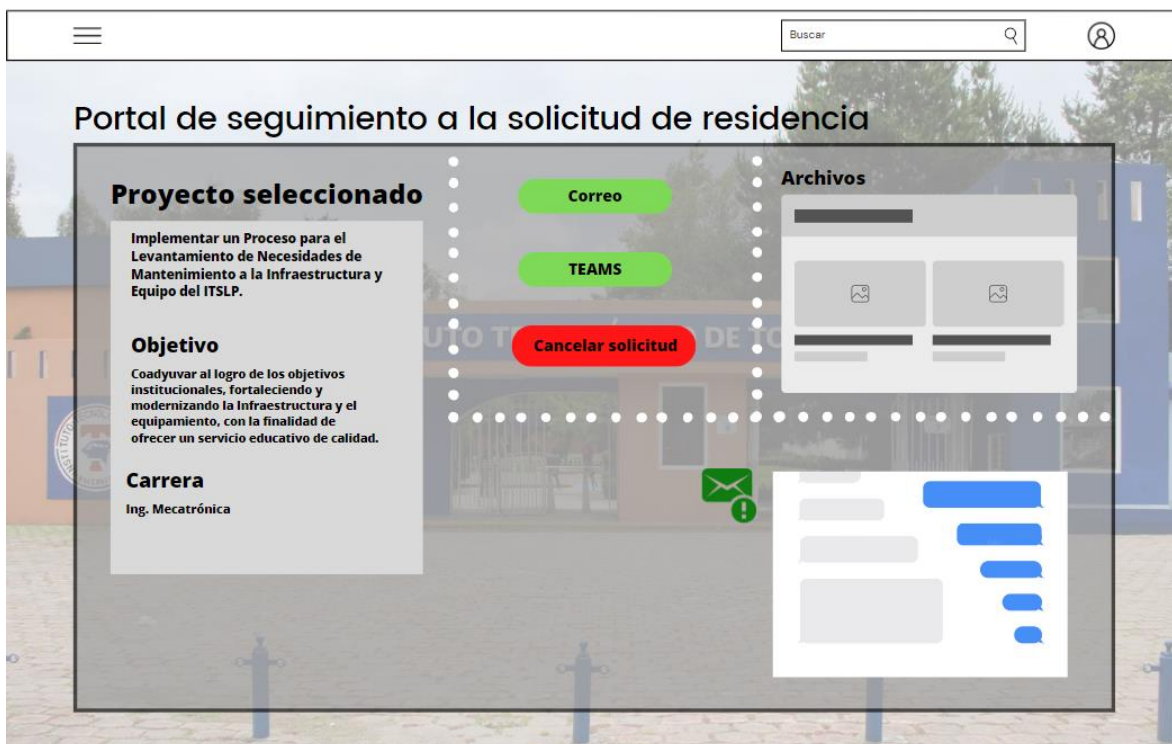 Buscar
Portal de seguimiento a la solicitud de residencia
Proyecto seleccionado
Implementar un Proceso para el
Levantamiento de Necesidades de
Mantenimiento a la Infraestructura y
Equipo del ITSLP.
Objetivo
Coadyuvar al logro de los objetivos
institucionales, fortaleciendo y
modernizando la Infraestructura y el
equipamiento, con la finalidad de
ofrecer un servicio educativo de calidad.
Carrera
Ing. Mecatrónica
Correo
TEAMS
Cancelar solicitud
Archivos
DE